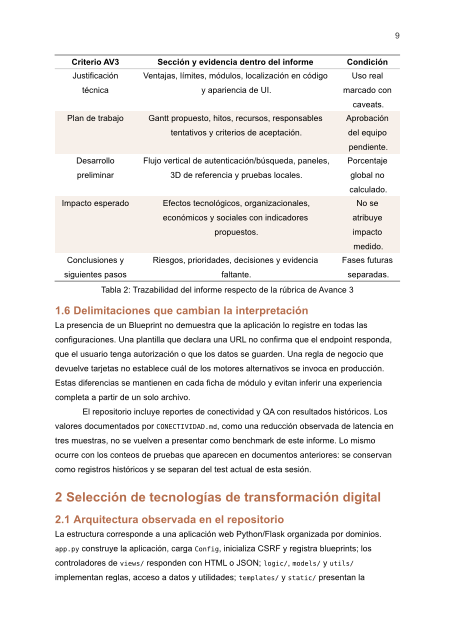 9
Criterio AV3 Sección y evidencia dentro del informe Condición
Justificación Ventajas, límites, módulos, localización en código Uso real
técnica y apariencia de UI. marcado con
caveats.
Plan de trabajo Gantt propuesto, hitos, recursos, responsables Aprobación
tentativos y criterios de aceptación. del equipo
pendiente.
Desarrollo Flujo vertical de autenticación/búsqueda, paneles, Porcentaje
preliminar 3D de referencia y pruebas locales. global no
calculado.
Impacto esperado Efectos tecnológicos, organizacionales, No se
económicos y sociales con indicadores atribuye
propuestos. impacto
medido.
Conclusiones y Riesgos, prioridades, decisiones y evidencia Fases futuras
siguientes pasos faltante. separadas.
Tabla 2: Trazabilidad del informe respecto de la rúbrica de Avance 3
1.6 Delimitaciones que cambian la interpretación
La presencia de un Blueprint no demuestra que la aplicación lo registre en todas las
configuraciones. Una plantilla que declara una URL no confirma que el endpoint responda,
que el usuario tenga autorización o que los datos se guarden. Una regla de negocio que
devuelve tarjetas no establece cuál de los motores alternativos se invoca en producción.
Estas diferencias se mantienen en cada ficha de módulo y evitan inferir una experiencia
completa a partir de un solo archivo.
El repositorio incluye reportes de conectividad y QA con resultados históricos. Los
valores documentados por CONECTIVIDAD.md, como una reducción observada de latencia en
tres muestras, no se vuelven a presentar como benchmark de este informe. Lo mismo
ocurre con los conteos de pruebas que aparecen en documentos anteriores: se conservan
como registros históricos y se separan del test actual de esta sesión.
2 Selección de tecnologías de transformación digital
2.1 Arquitectura observada en el repositorio
La estructura corresponde a una aplicación web Python/Flask organizada por dominios.
app.py construye la aplicación, carga Config, inicializa CSRF y registra blueprints; los
controladores de views/ responden con HTML o JSON; logic/, models/ y utils/
implementan reglas, acceso a datos y utilidades; templates/ y static/ presentan la